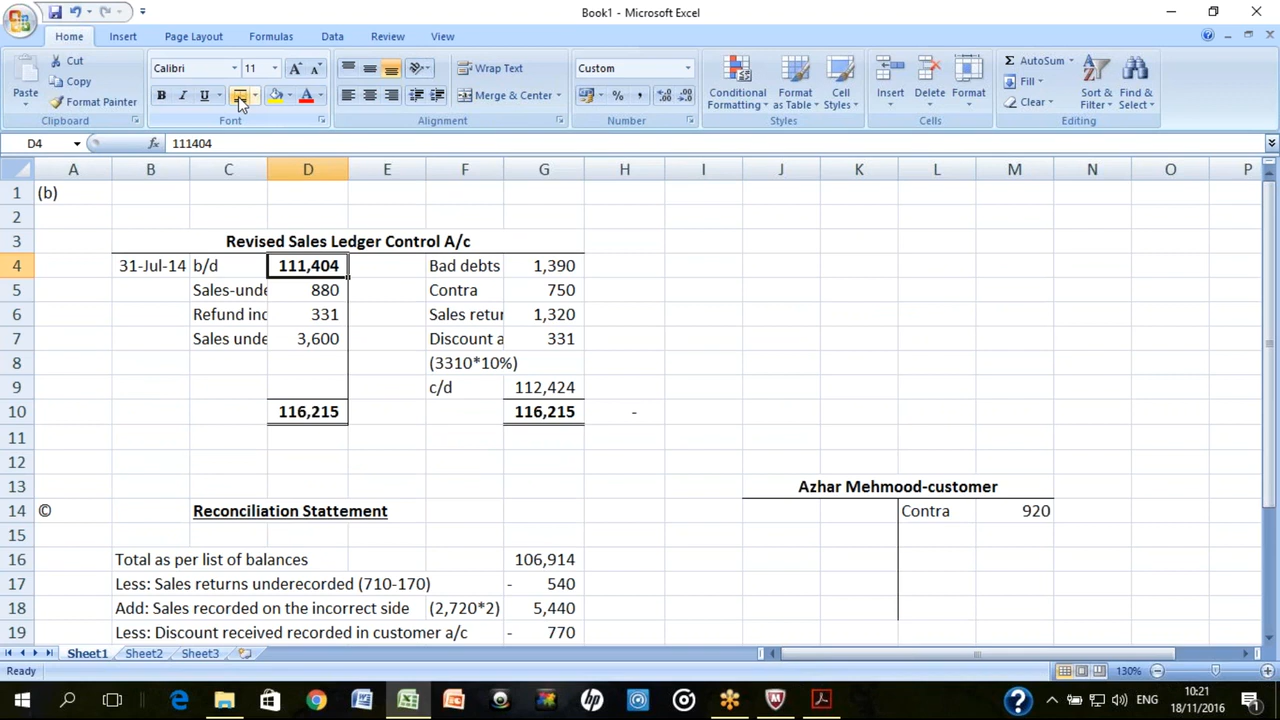 Book1 - Microsoft Excel
Home Insert Page Layout Formulas Data Review View
Paste Cut Calibri 11 Wrap Text Custom Conditional Formatting Format as Table Cell Styles Insert Delete Format AutoSum Sort & Filter Find & Select
Copy Fill
Format Painter B I U A Merge & Center % , Clear
Clipboard Font Alignment Number Styles Cells Editing
D4 fx 111404
A B C D E F G H I J K L M N O P
1 (b)
2
3 Revised Sales Ledger Control A/c
4 31-Jul-14 b/d 111,404 Bad debts 1,390
5 Sales-unde 880 Contra 750
6 Refund inc 331 Sales retur 1,320
7 Sales unde 3,600 Discount a 331
8 (3310*10%)
9 c/d 112,424
10 116,215 116,215 -
11
12
13 Azhar Mehmood-customer
14 © Reconciliation Stattement Contra 920
15
16 Total as per list of balances 106,914
17 Less: Sales returns underecorded (710-170) - 540
18 Add: Sales recorded on the incorrect side (2,720*2) 5,440
19 Less: Discount received recorded in customer a/c - 770
Sheet1 Sheet2 Sheet3
Ready 130%
ENG 10:21
18/11/2016